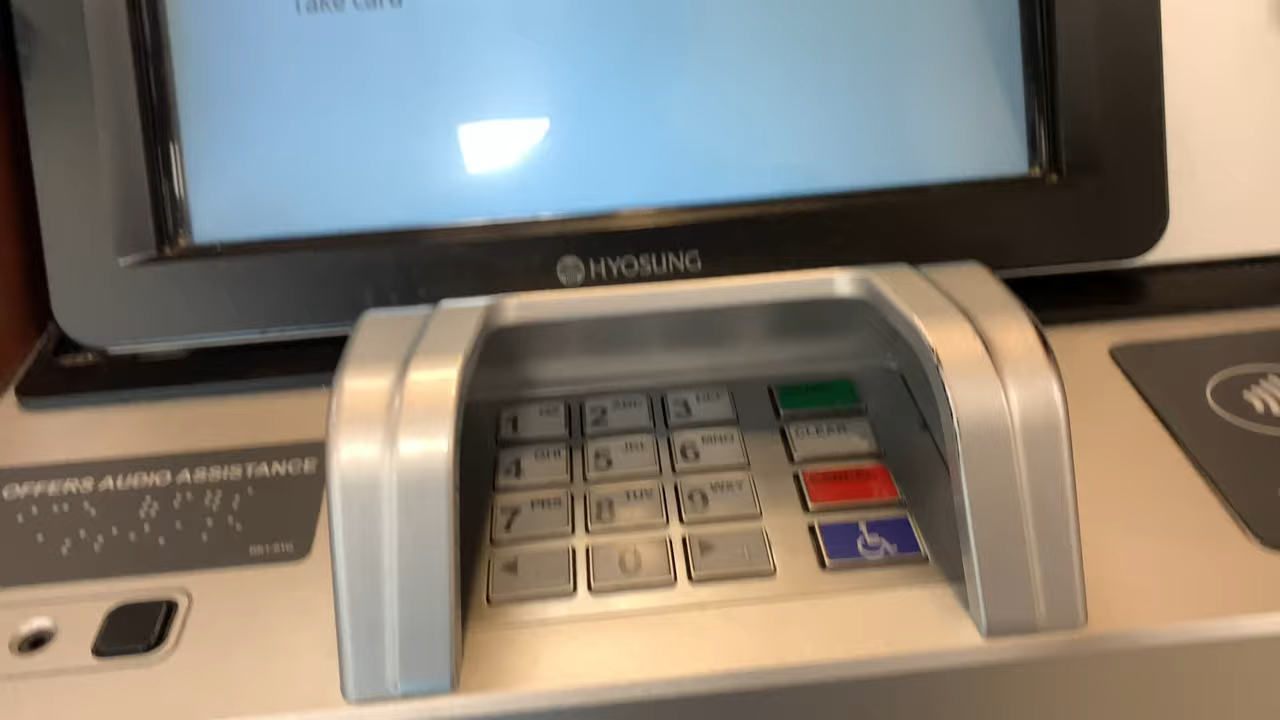 Take card
HYOSUNG
1
2 ABC
3 DEF
4 GHI
5 JKL
6 MNO
CLEAR
7 PRS
8 TUV
9 WXY
CANCEL
0
OFFERS AUDIO ASSISTANCE